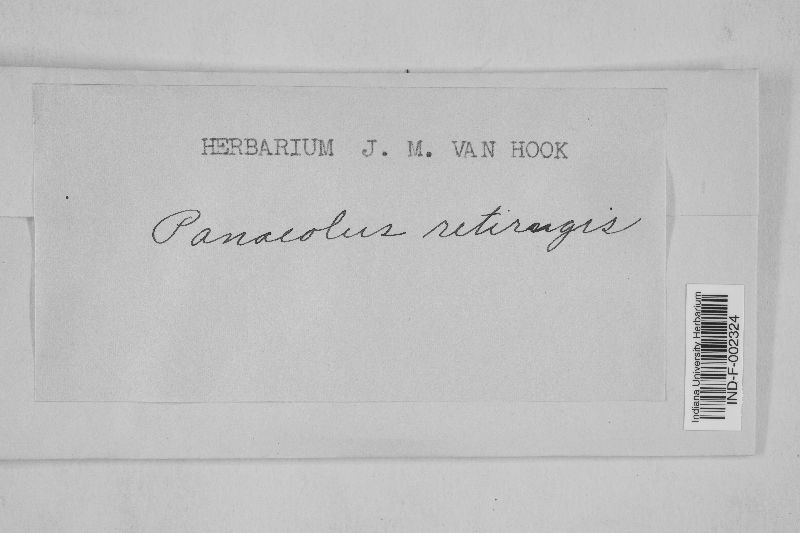 HERBARIUM J. M. VAN HOOK
Panaeolus retirugis
Indiana University Herbarium
IND-F-002324